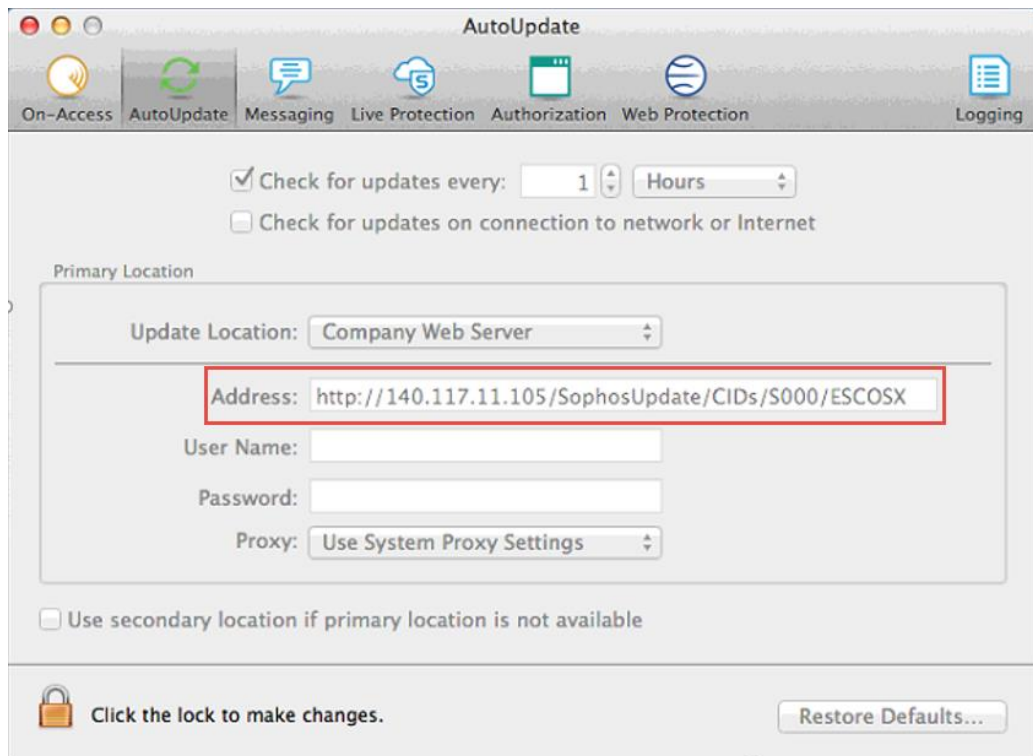 AutoUpdate
On-Access AutoUpdate Messaging Live Protection Authorization Web Protection Logging
Check for updates every: 1 Hours
Check for updates on connection to network or Internet
Primary Location
Update Location: Company Web Server
Address: http://140.117.11.105/SophosUpdate/CIDs/S000/ESCOSX
User Name:
Password:
Proxy: Use System Proxy Settings
Use secondary location if primary location is not available
Click the lock to make changes. Restore Defaults...